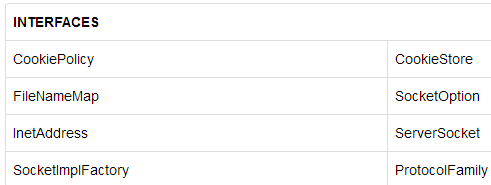 INTERFACES
CookiePolicy CookieStore
FileNameMap SocketOption
InetAddress ServerSocket
SocketImplFactory ProtocolFamily